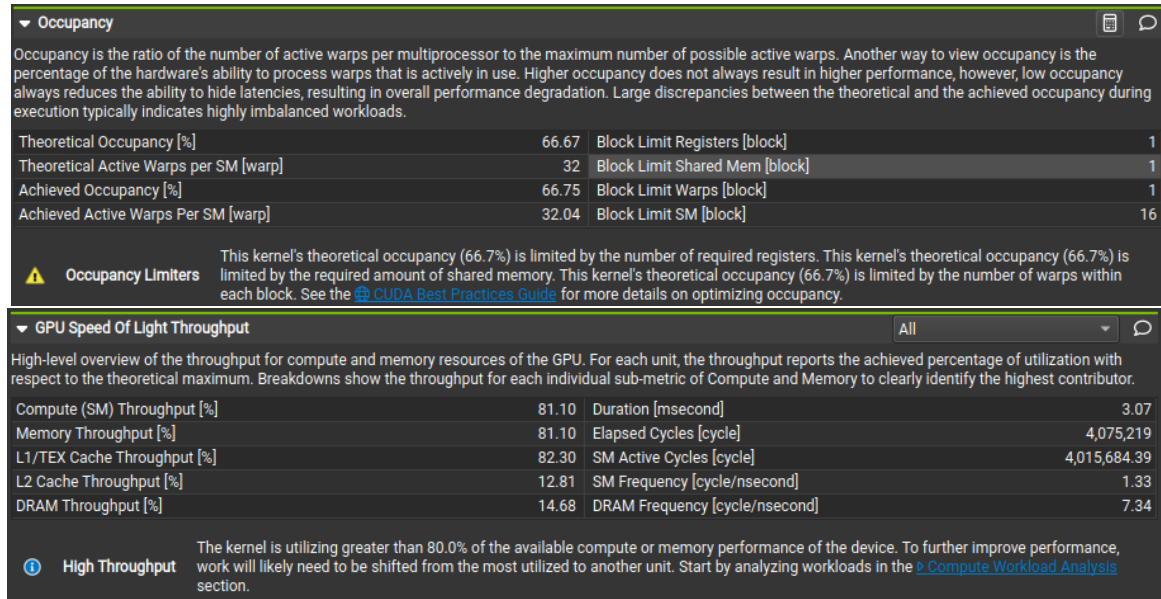 Occupancy
Occupancy is the ratio of the number of active warps per multiprocessor to the maximum number of possible active warps. Another way to view occupancy is the
percentage of the hardware's ability to process warps that is actively in use. Higher occupancy does not always result in higher performance, however, low occupancy
always reduces the ability to hide latencies, resulting in overall performance degradation. Large discrepancies between the theoretical and the achieved occupancy during
execution typically indicates highly imbalanced workloads.
Theoretical Occupancy [%] 66.67 Block Limit Registers [block] 1
Theoretical Active Warps per SM [warp] 32 Block Limit Shared Mem [block] 1
Achieved Occupancy [%] 66.75 Block Limit Warps [block] 1
Achieved Active Warps Per SM [warp] 32.04 Block Limit SM [block] 16
This kernel's theoretical occupancy (66.7%) is limited by the number of required registers. This kernel's theoretical occupancy (66.7%) is
Occupancy Limiters limited by the required amount of shared memory. This kernel's theoretical occupancy (66.7%) is limited by the number of warps within
each block. See the CUDA Best Practices Guide for more details on optimizing occupancy.
GPU Speed Of Light Throughput All
High-level overview of the throughput for compute and memory resources of the GPU. For each unit, the throughput reports the achieved percentage of utilization with
respect to the theoretical maximum. Breakdowns show the throughput for each individual sub-metric of Compute and Memory to clearly identify the highest contributor.
Compute (SM) Throughput [%] 81.10 Duration [msecond] 3.07
Memory Throughput [%] 81.10 Elapsed Cycles [cycle] 4,075,219
L1/TEX Cache Throughput [%] 82.30 SM Active Cycles [cycle] 4,015,684.39
L2 Cache Throughput [%] 12.81 SM Frequency [cycle/nsecond] 1.33
DRAM Throughput [%] 14.68 DRAM Frequency [cycle/nsecond] 7.34
The kernel is utilizing greater than 80.0% of the available compute or memory performance of the device. To further improve performance,
High Throughput work will likely need to be shifted from the most utilized to another unit. Start by analyzing workloads in the Compute Workload Analysis
section.